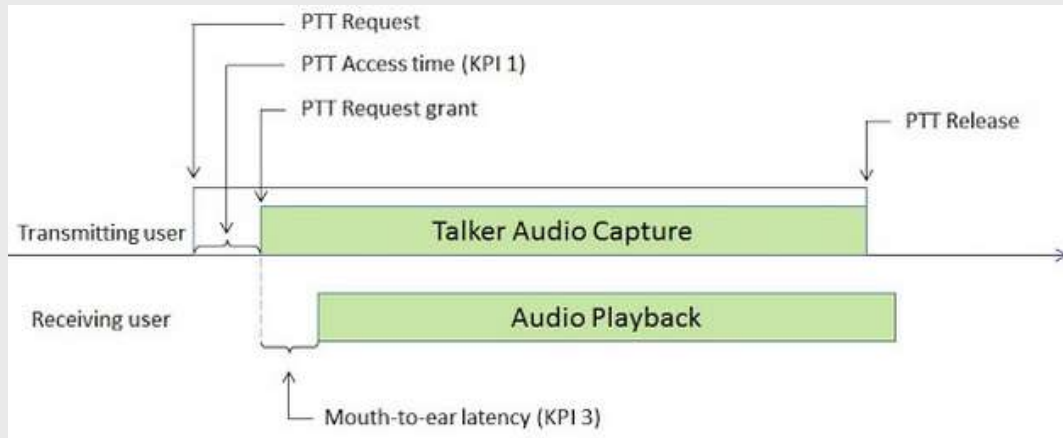 PTT Request
PTT Access time (KPI 1)
PTT Request grant
PTT Release
Transmitting user
Talker Audio Capture
Receiving user
Audio Playback
Mouth-to-ear latency (KPI 3)